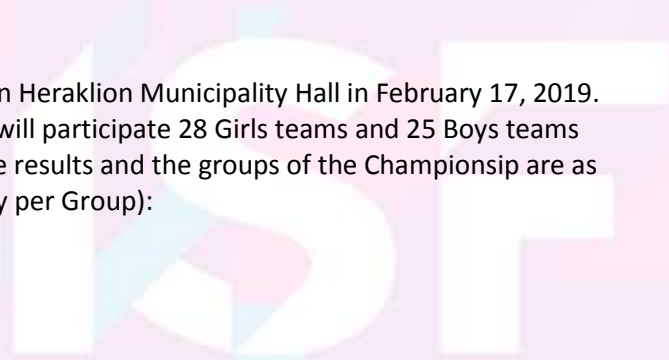 n Heraklion Municipality Hall in February 17, 2019.
will participate 28 Girls teams and 25 Boys teams
e results and the groups of the Championsip are as
y per Group):
ISF